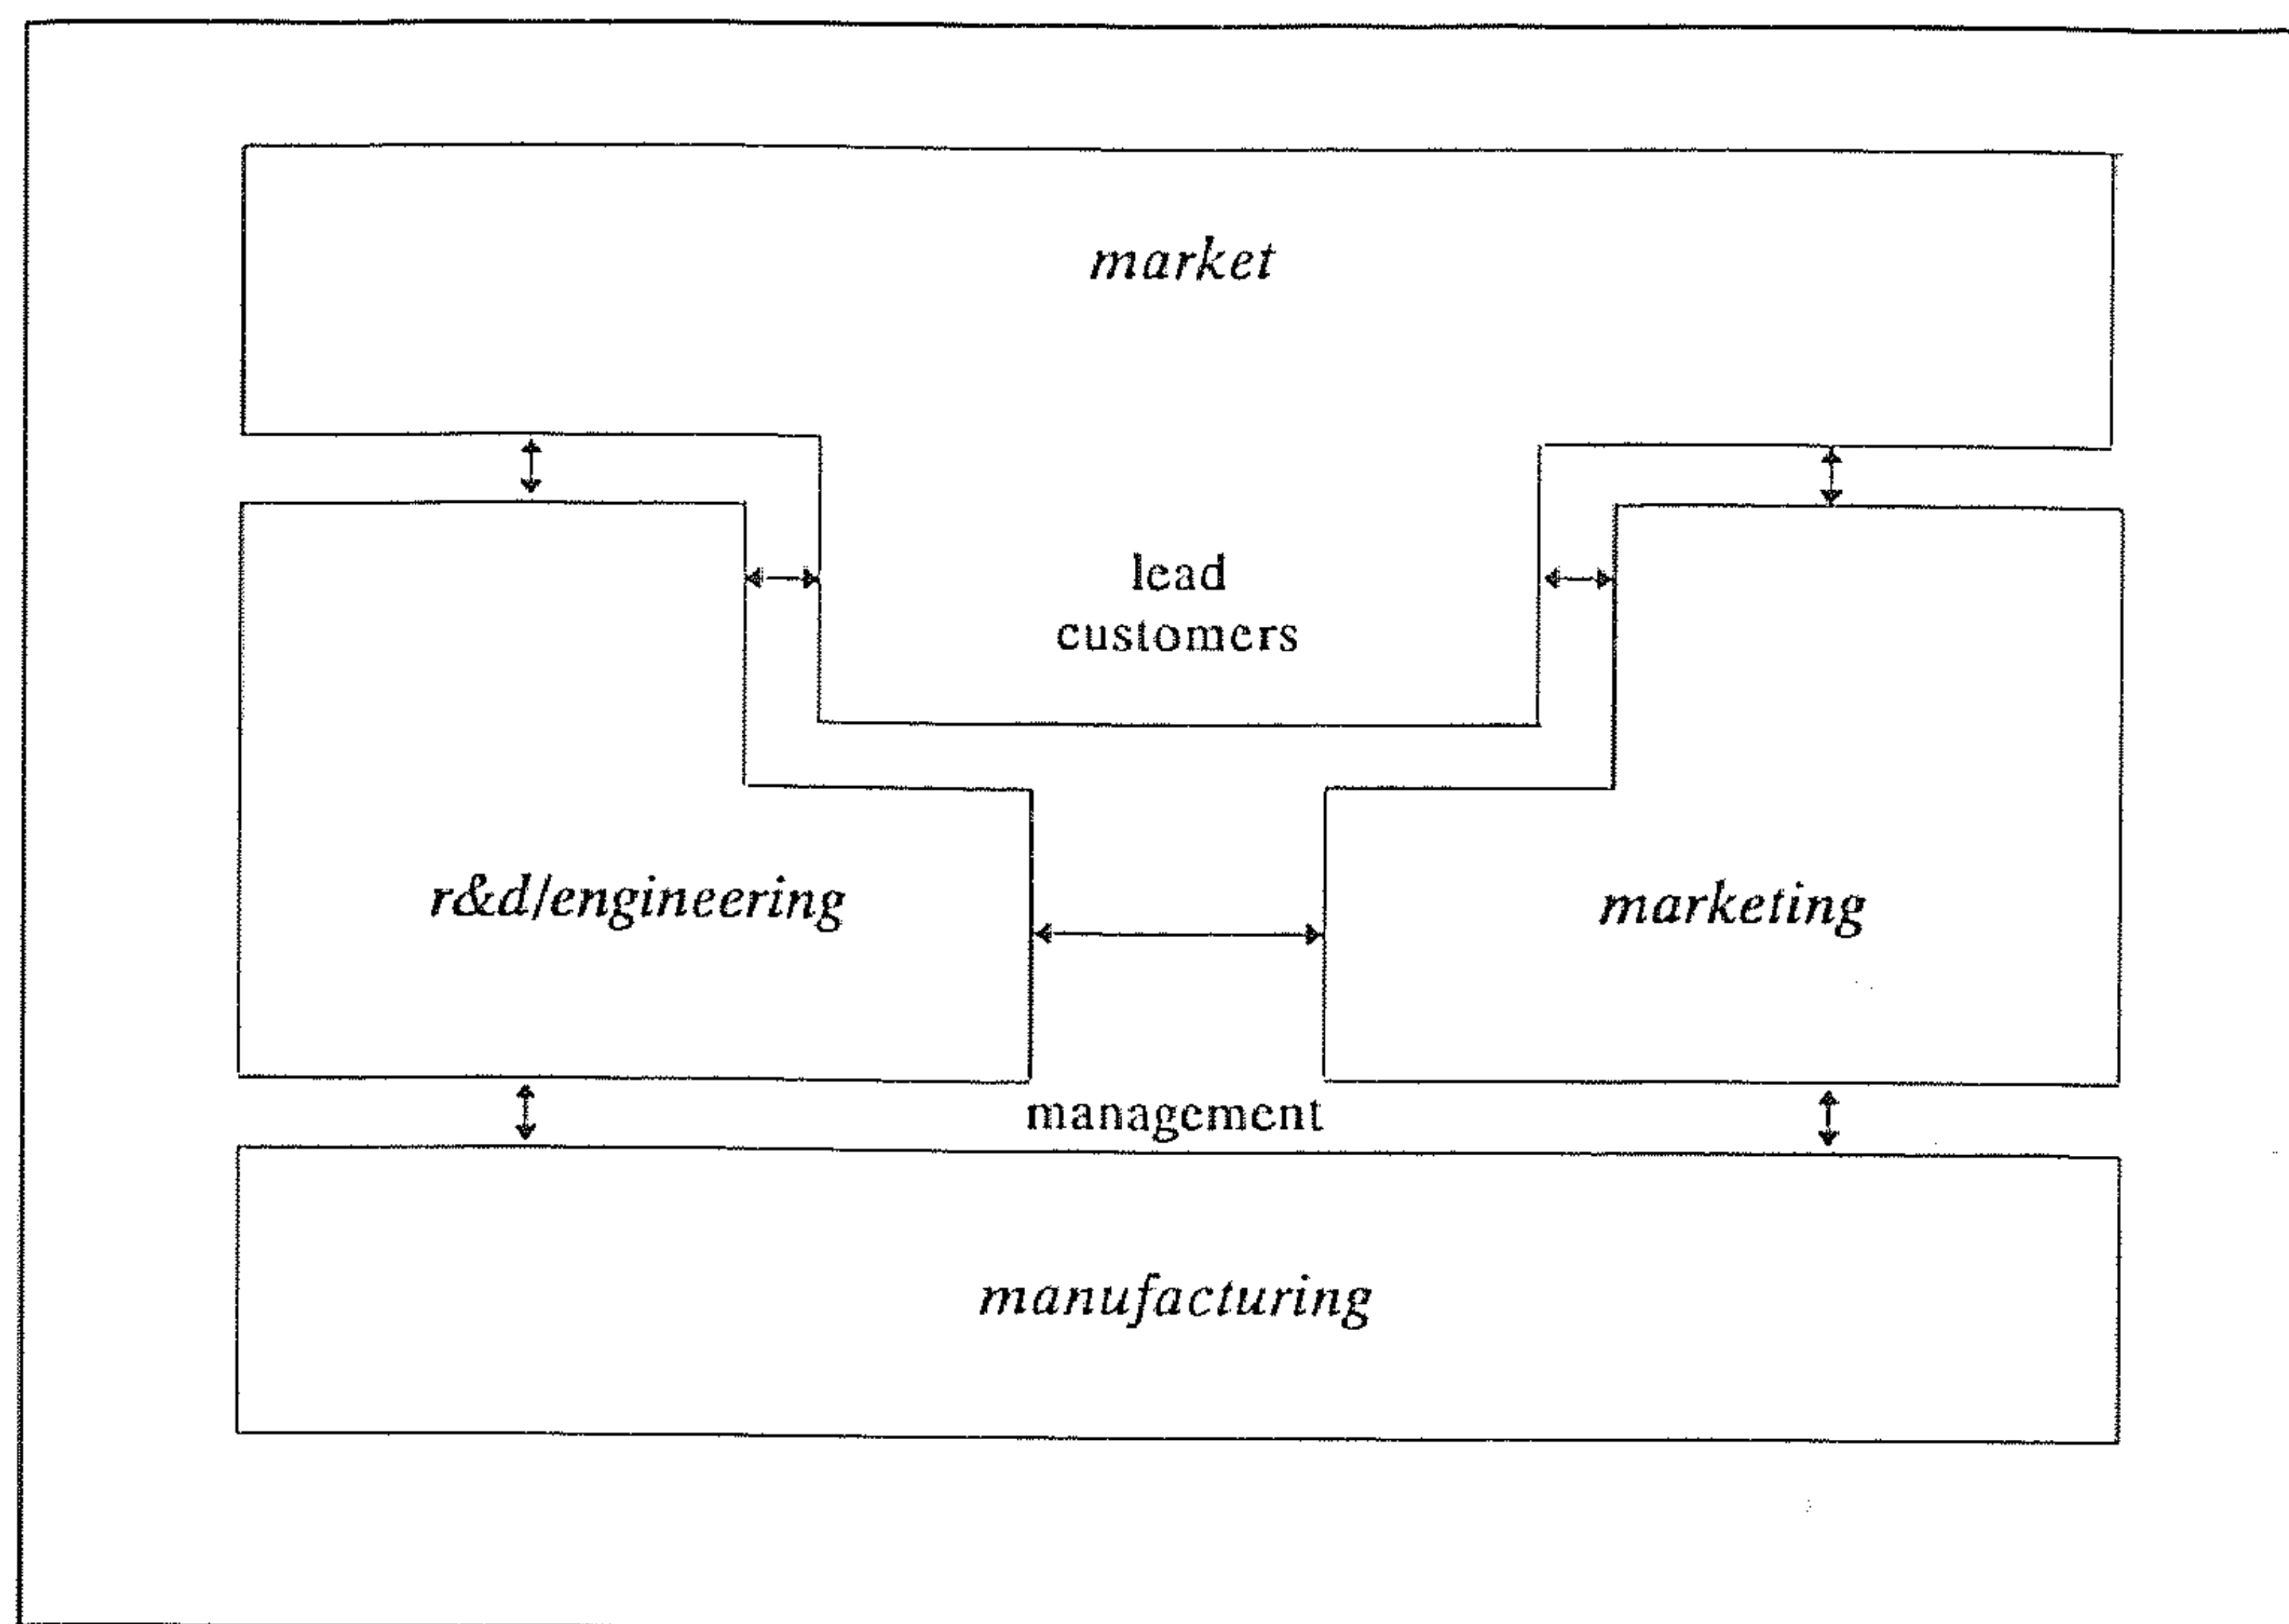 market
lead
customers
r&d/engineering
marketing
management
manufacturing